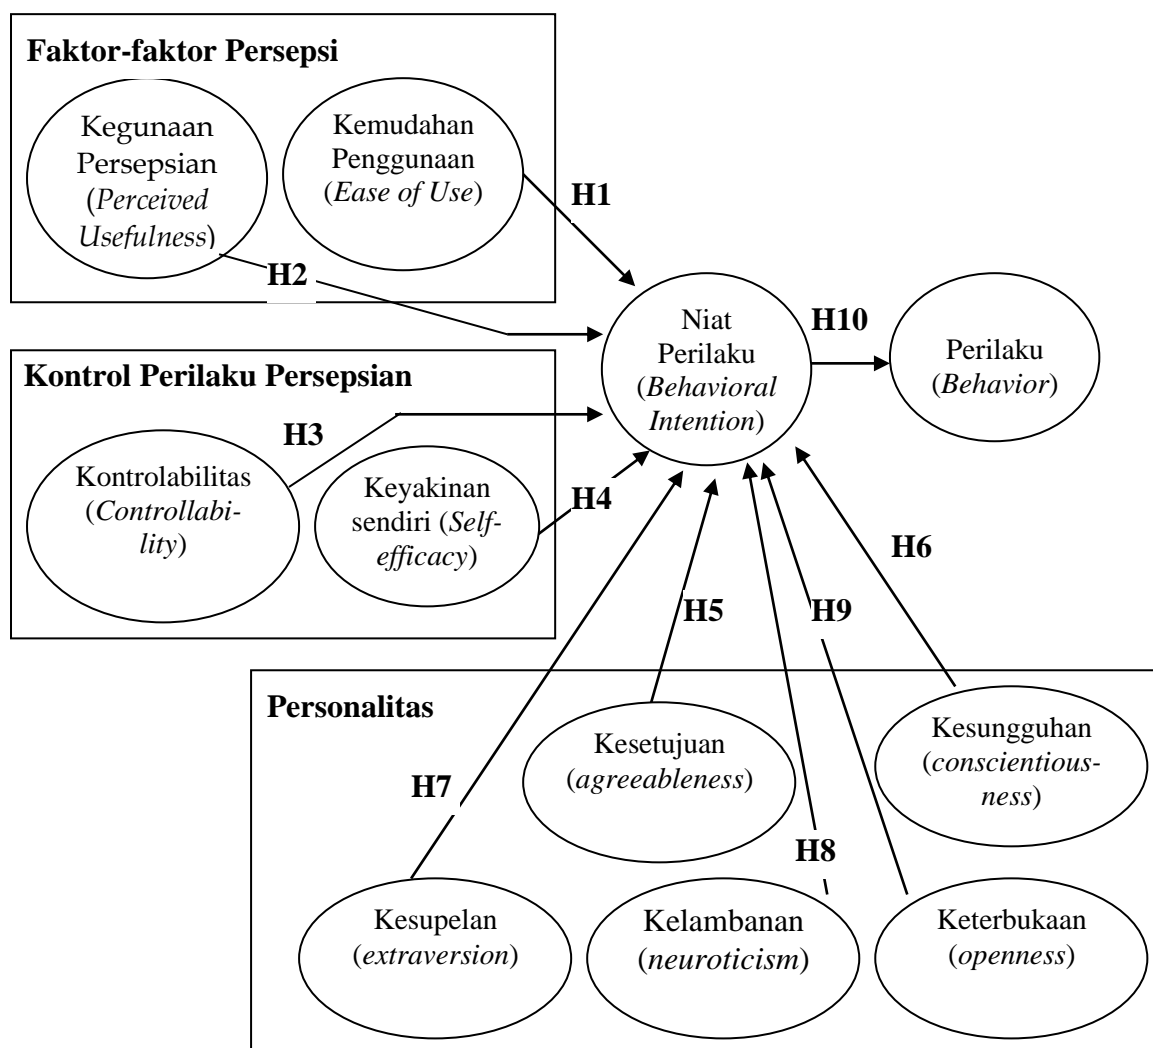 Faktor-faktor Persepsi
Kegunaan
Persepsian
(Perceived
Usefulness)
Kemudahan
Penggunaan
(Ease of Use)
H1
H2
Niat
Perilaku
(Behavioral
Intention)
H10
Perilaku
(Behavior)
Kontrol Perilaku Persepsian
H3
Kontrolabilitas
(Controllabi-
lity)
Keyakinan
sendiri (Self-
efficacy)
H4
H6
H5
H9
Personalitas
Kesetujuan
(agreeableness)
Kesungguhan
(conscientious-
ness)
H7
H8
Kesupelan
(extraversion)
Kelambanan
(neuroticism)
Keterbukaan
(openness)